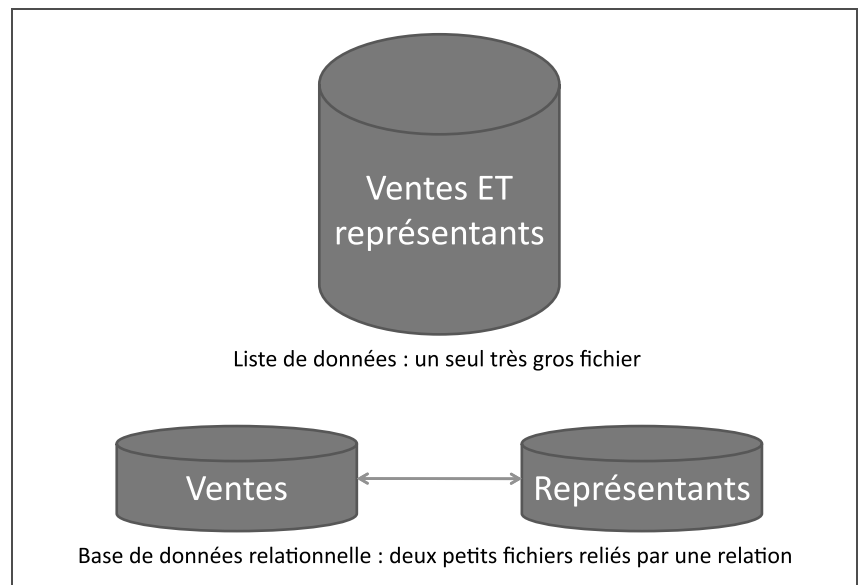 Ventes ET
représentants
Liste de données : un seul très gros fichier
Ventes
Représentants
Base de données relationnelle : deux petits fichiers reliés par une relation